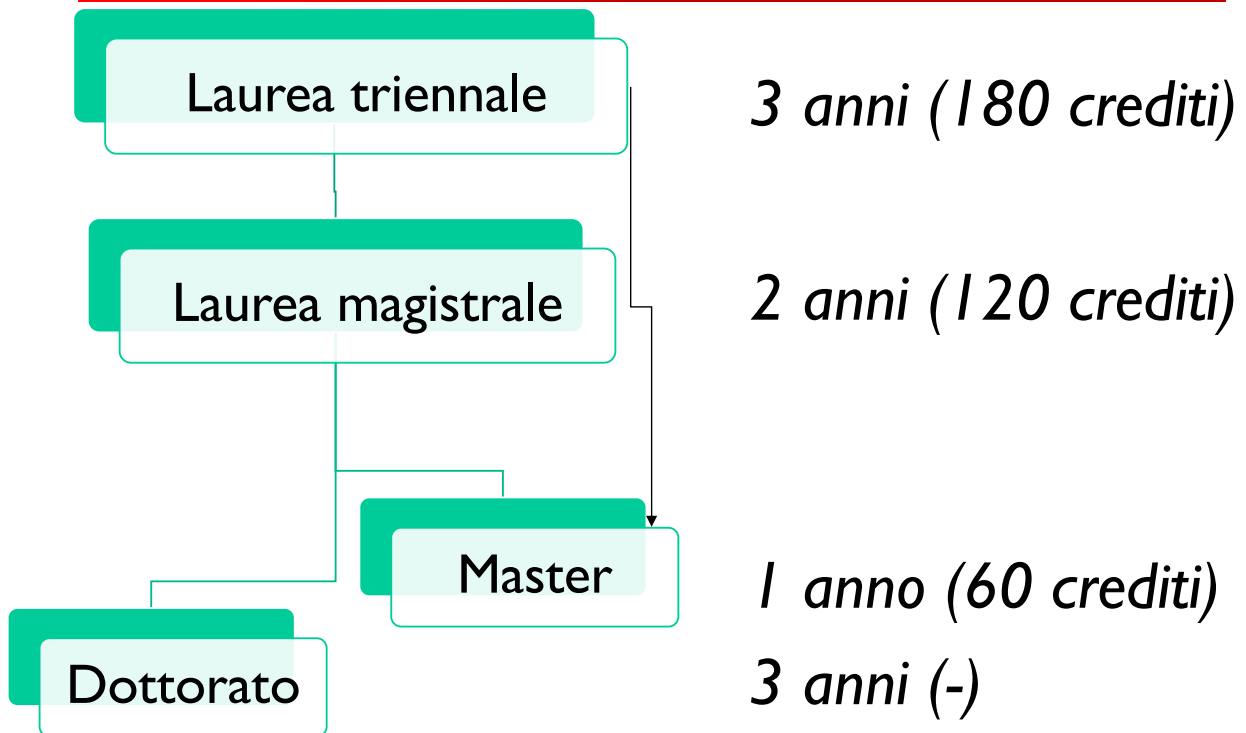 Laurea triennale
3 anni (180 crediti)
Laurea magistrale
2 anni (120 crediti)
Master
1 anno (60 crediti)
Dottorato
3 anni (-)